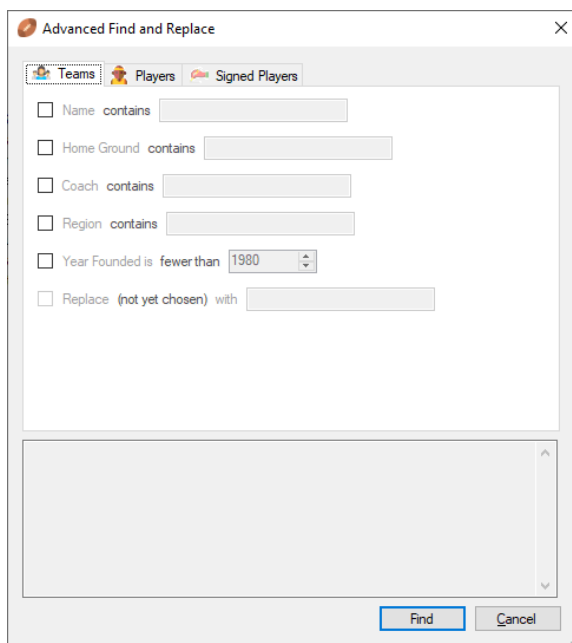 Advanced Find and Replace
Teams Players Signed Players
Name contains
Home Ground contains
Coach contains
Region contains
Year Founded is fewer than 1980
Replace (not yet chosen) with
Find Cancel